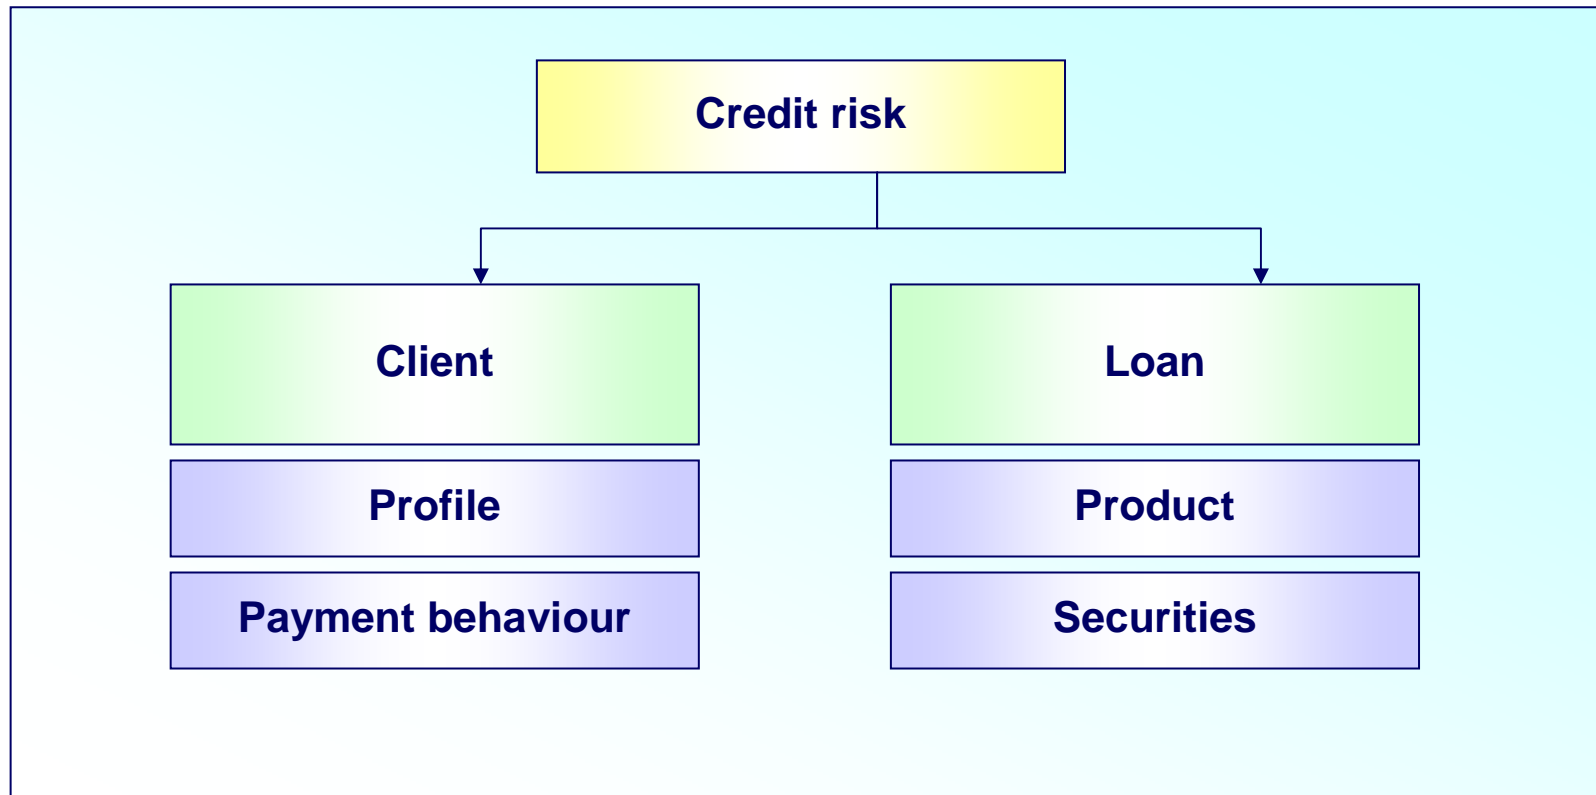 Credit risk
Client
Profile
Payment behaviour
Loan
Product
Securities